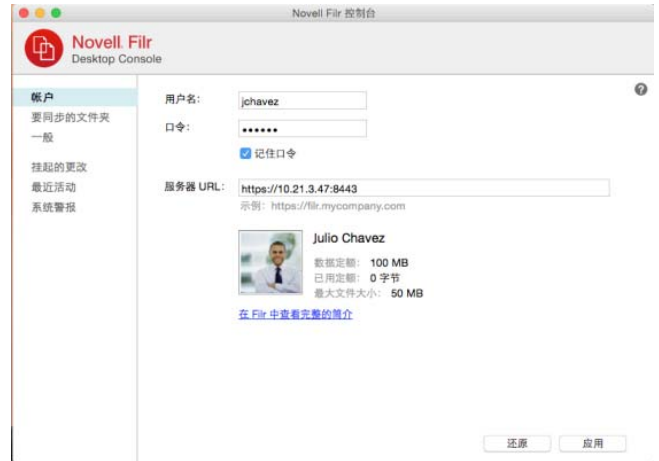 Novell Filr 控制台
Novell Filr
Desktop Console
帐户
要同步的文件夹
一般
挂起的更改
最近活动
系统警报
?
用户名:
jchavez
口令:
••••••
记住口令
服务器 URL:
https://10.21.3.47:8443
示例: https://filr.mycompany.com
Julio Chavez
数据定额: 100 MB
已用定额: 0 字节
最大文件大小: 50 MB
在 Filr 中查看完整的简介
还原
应用